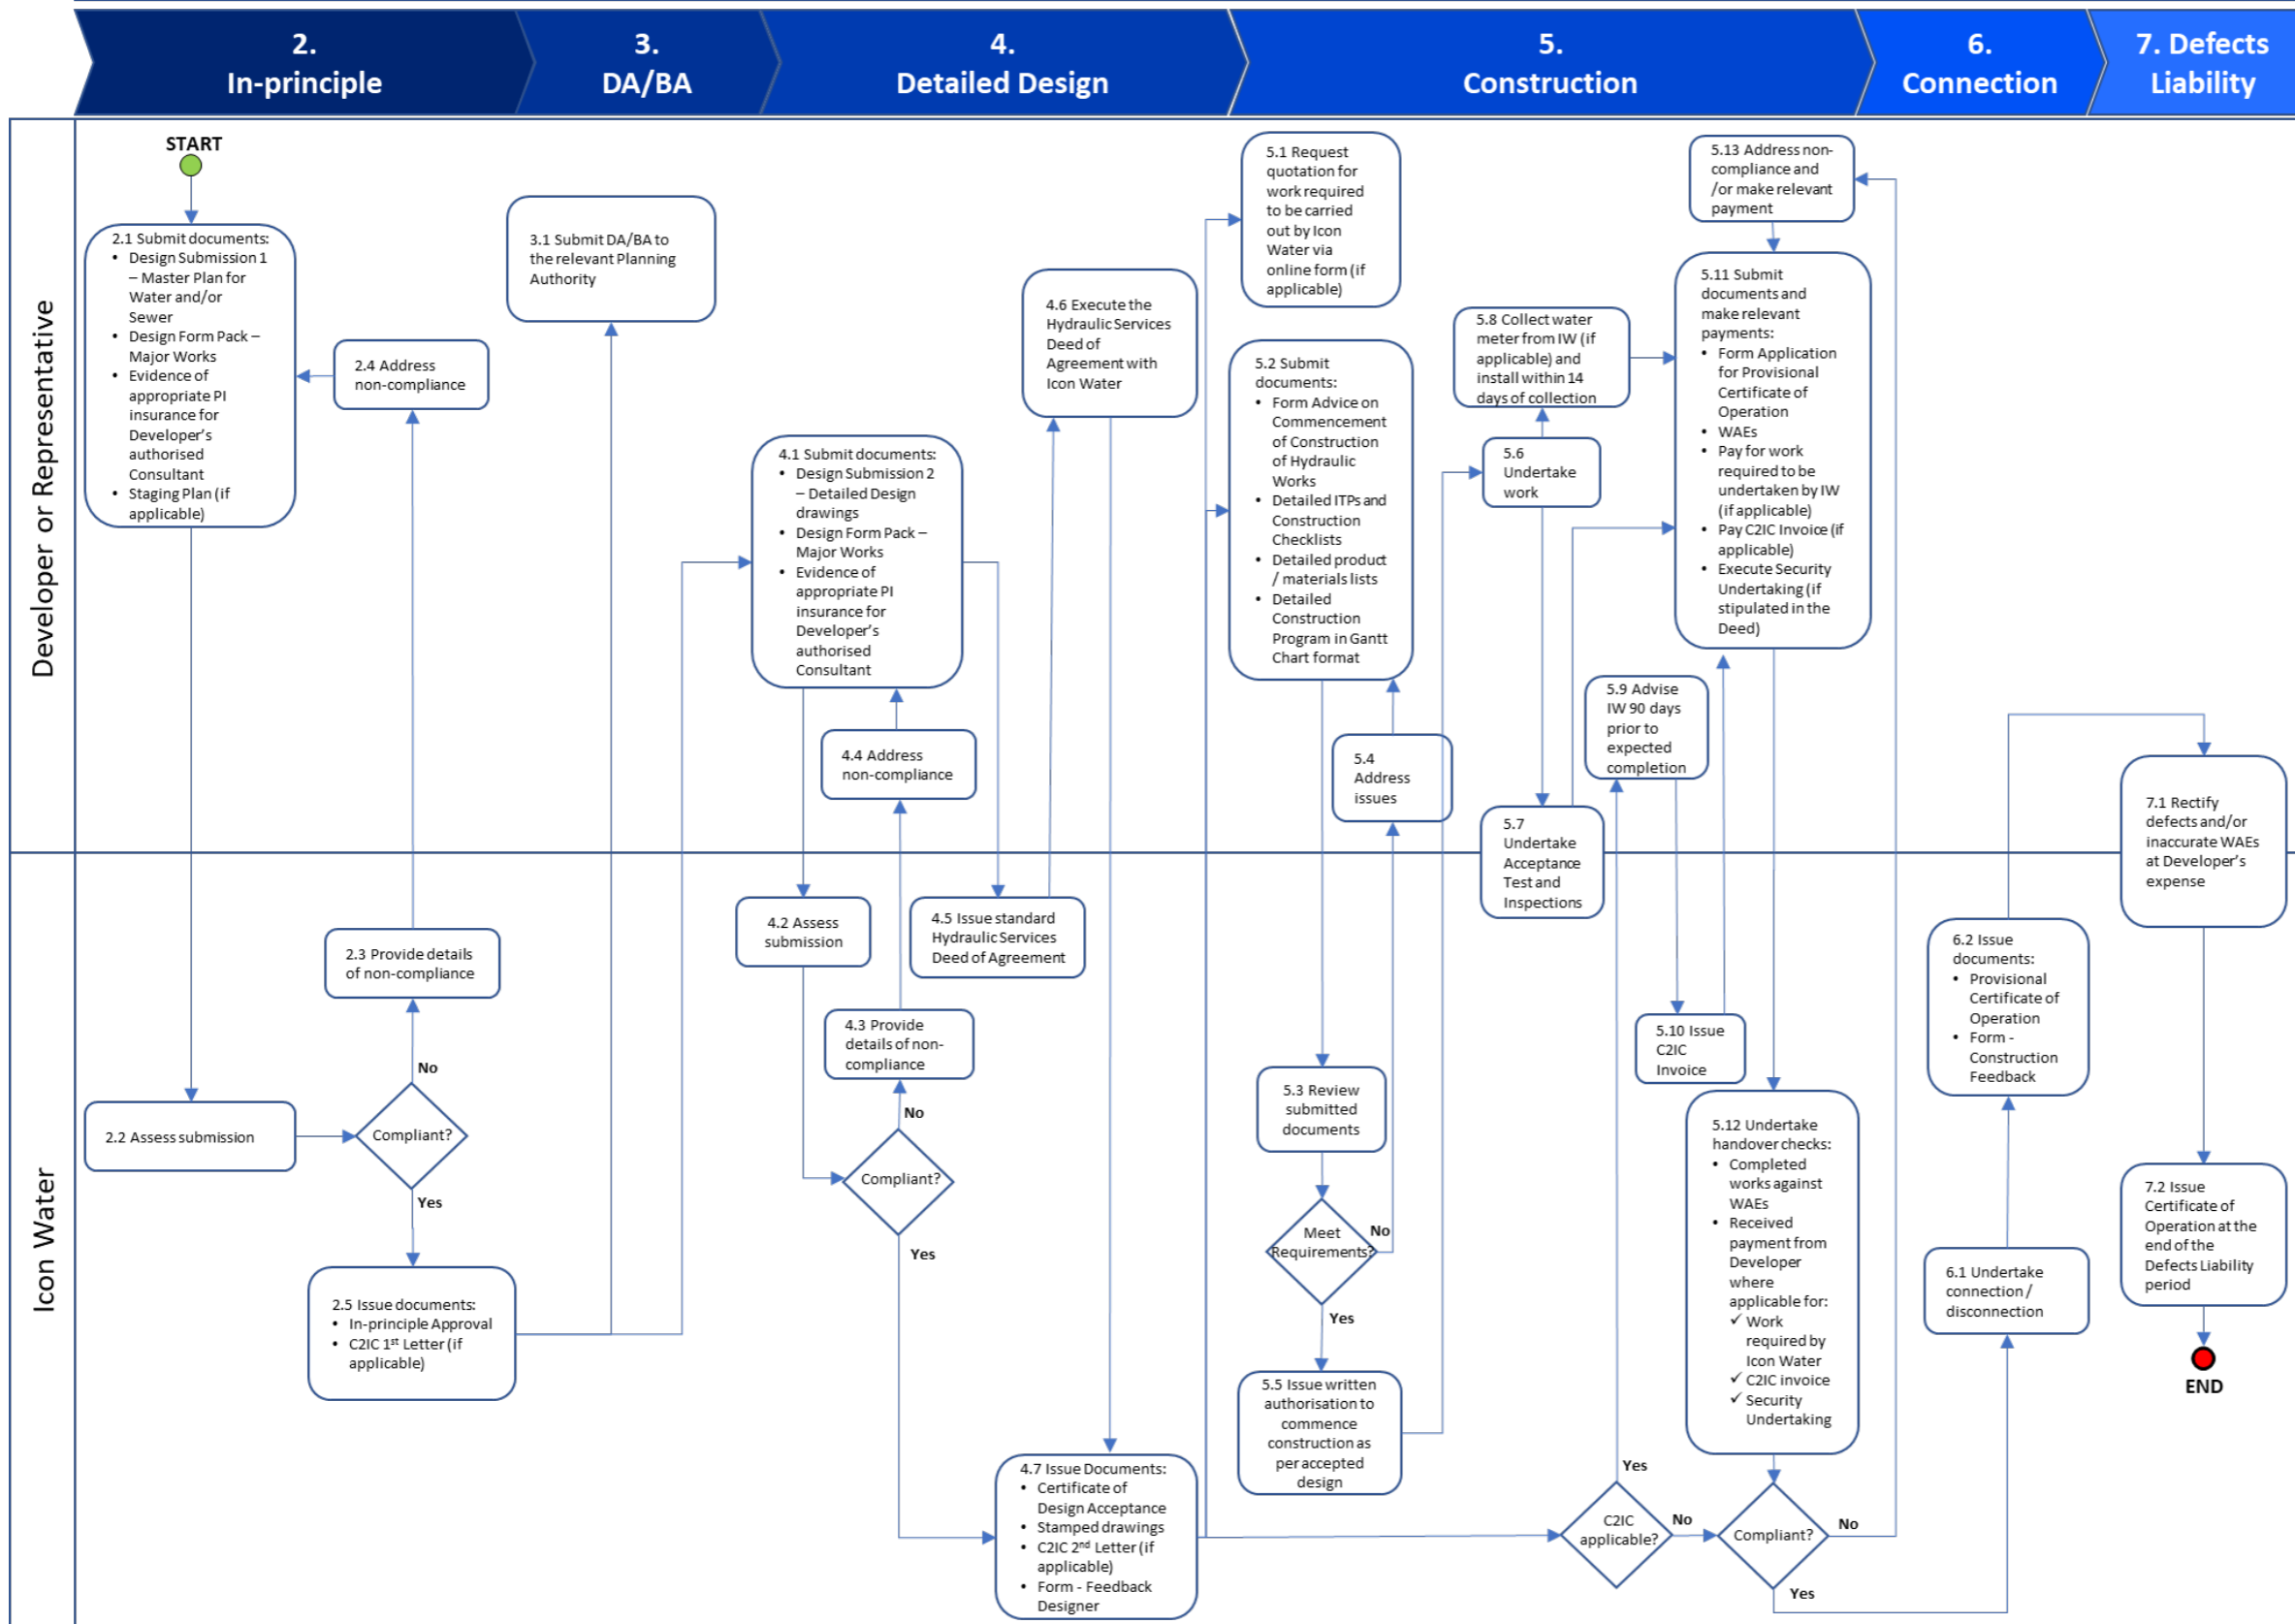 2.
In-principle
3.
DA/BA
4.
Detailed Design
5.
Construction
6.
Connection
7. Defects
Liability
Developer or Representative
START
2.1 Submit documents:
• Design Submission 1
– Master Plan for
Water and/or
Sewer
• Design Form Pack –
Major Works
• Evidence of
appropriate PI
insurance for
Developer's
authorised
Consultant
• Staging Plan (if
applicable)
2.4 Address
non-compliance
3.1 Submit DA/BA to
the relevant Planning
Authority
4.1 Submit documents:
• Design Submission 2
– Detailed Design
drawings
• Design Form Pack –
Major Works
• Evidence of
appropriate PI
insurance for
Developer's
authorised
Consultant
4.4 Address
non-compliance
4.6 Execute the
Hydraulic Services
Deed of
Agreement with
Icon Water
5.1 Request
quotation for
work required
to be carried
out by Icon
Water via
online form (if
applicable)
5.2 Submit
documents:
• Form Advice on
Commencement
of Construction
of Hydraulic
Works
• Detailed ITPs and
Construction
Checklists
• Detailed product
/ materials lists
• Detailed
Construction
Program in Gantt
Chart format
5.4
Address
issues
5.8 Collect water
meter from IW (if
applicable) and
install within 14
days of collection
5.6
Undertake
work
5.7
Undertake
Acceptance
Test and
Inspections
5.9 Advise
IW 90 days
prior to
expected
completion
5.13 Address non-
compliance and
/or make relevant
payment
5.11 Submit
documents and
make relevant
payments:
• Form Application
for Provisional
Certificate of
Operation
• WAEs
• Pay for work
required to be
undertaken by IW
(if applicable)
• Pay C2IC Invoice (if
applicable)
• Execute Security
Undertaking (if
stipulated in the
Deed)
7.1 Rectify
defects and/or
inaccurate WAEs
at Developer's
expense
Icon Water
2.3 Provide details
of non-compliance
No
2.2 Assess submission
Compliant?
Yes
2.5 Issue documents:
• In-principle Approval
• C2IC 1st Letter (if
applicable)
4.2 Assess
submission
4.5 Issue standard
Hydraulic Services
Deed of Agreement
4.3 Provide
details of non-
compliance
No
Compliant?
Yes
4.7 Issue Documents:
• Certificate of
Design Acceptance
• Stamped drawings
• C2IC 2nd Letter (if
applicable)
• Form - Feedback
Designer
5.3 Review
submitted
documents
Meet
Requirements?
No
Yes
5.5 Issue written
authorisation to
commence
construction as
per accepted
design
5.10 Issue
C2IC
Invoice
5.12 Undertake
handover checks:
• Completed
works against
WAEs
• Received
payment from
Developer
where
applicable for:
✓ Work
required by
Icon Water
✓ C2IC invoice
✓ Security
Undertaking
Yes
C2IC
applicable?
No
Compliant?
No
Yes
6.2 Issue
documents:
• Provisional
Certificate of
Operation
• Form -
Construction
Feedback
6.1 Undertake
connection /
disconnection
7.2 Issue
Certificate of
Operation at the
end of the
Defects Liability
period
END